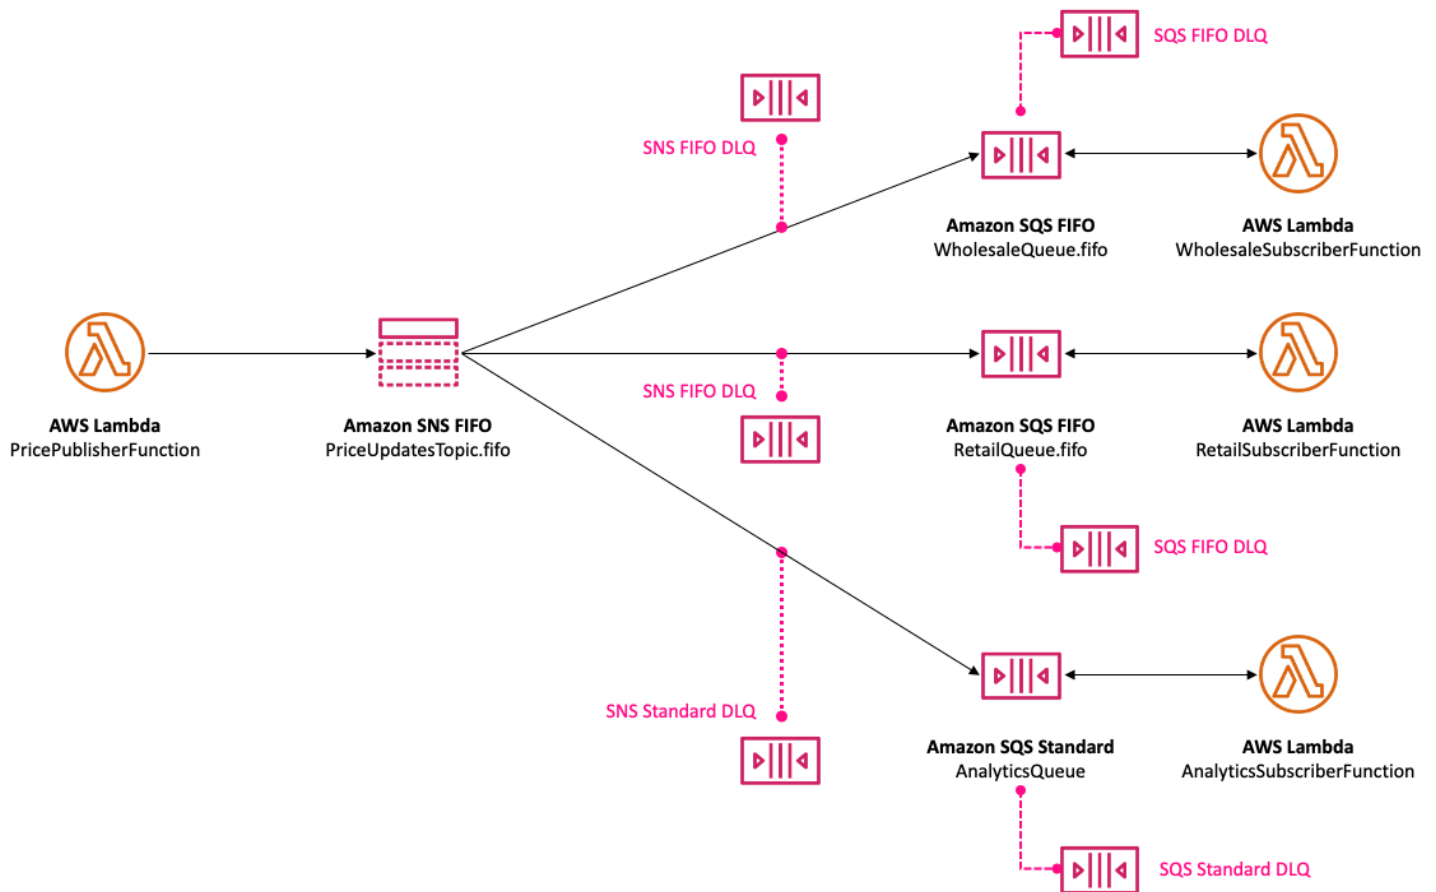 SQS FIFO DLQ
SNS FIFO DLQ
Amazon SQS FIFO
WholesaleQueue.fifo
AWS Lambda
WholesaleSubscriberFunction
AWS Lambda
PricePublisherFunction
Amazon SNS FIFO
PriceUpdatesTopic.fifo
SNS FIFO DLQ
Amazon SQS FIFO
RetailQueue.fifo
AWS Lambda
RetailSubscriberFunction
SQS FIFO DLQ
SNS Standard DLQ
Amazon SQS Standard
AnalyticsQueue
AWS Lambda
AnalyticsSubscriberFunction
SQS Standard DLQ